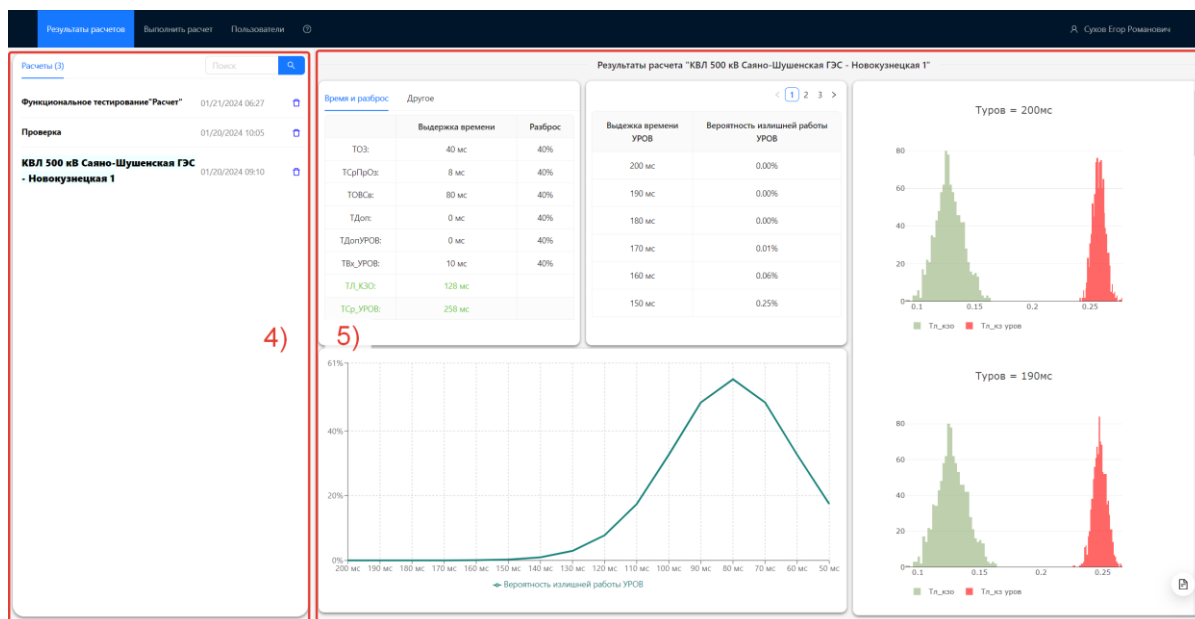 Результаты расчетов Выполнить расчет Пользователи Сухов Егор Романович
Расчеты (3) Поиск
Функциональное тестирование"Расчет" 01/21/2024 06:27
Проверка 01/20/2024 10:05
КВЛ 500 кВ Саяно-Шушенская ГЭС
- Новокузнецкая 1 01/20/2024 09:10
4)
Результаты расчета "КВЛ 500 кВ Саяно-Шушенская ГЭС - Новокузнецкая 1"
Время и разброс Другое
Выдержка времени Разброс
ТОЗ: 40 мс 40%
ТСрПрОз: 8 мс 40%
ТОВСв: 80 мс 40%
ТДоп: 0 мс 40%
ТДопУРОВ: 0 мс 40%
ТВх_УРОВ: 10 мс 40%
ТЛ_КЗО: 128 мс
ТСр_УРОВ: 258 мс
5)
< 1 2 3 >
Выдежка времени
УРОВ
Вероятность излишней работы
УРОВ
200 мс 0.00%
190 мс 0.00%
180 мс 0.00%
170 мс 0.01%
160 мс 0.06%
150 мс 0.25%
61%
40%
20%
0%
200 мс 190 мс 180 мс 170 мс 160 мс 150 мс 140 мс 130 мс 120 мс 110 мс 100 мс 90 мс 80 мс 70 мс 60 мс 50 мс
Вероятность излишней работы УРОВ
Туров = 200мс
80
60
40
20
0
0.1 0.15 0.2 0.25
Тл_кзо Тл_кз уров
Туров = 190мс
80
60
40
20
0
0.1 0.15 0.2 0.25
Тл_кзо Тл_кз уров